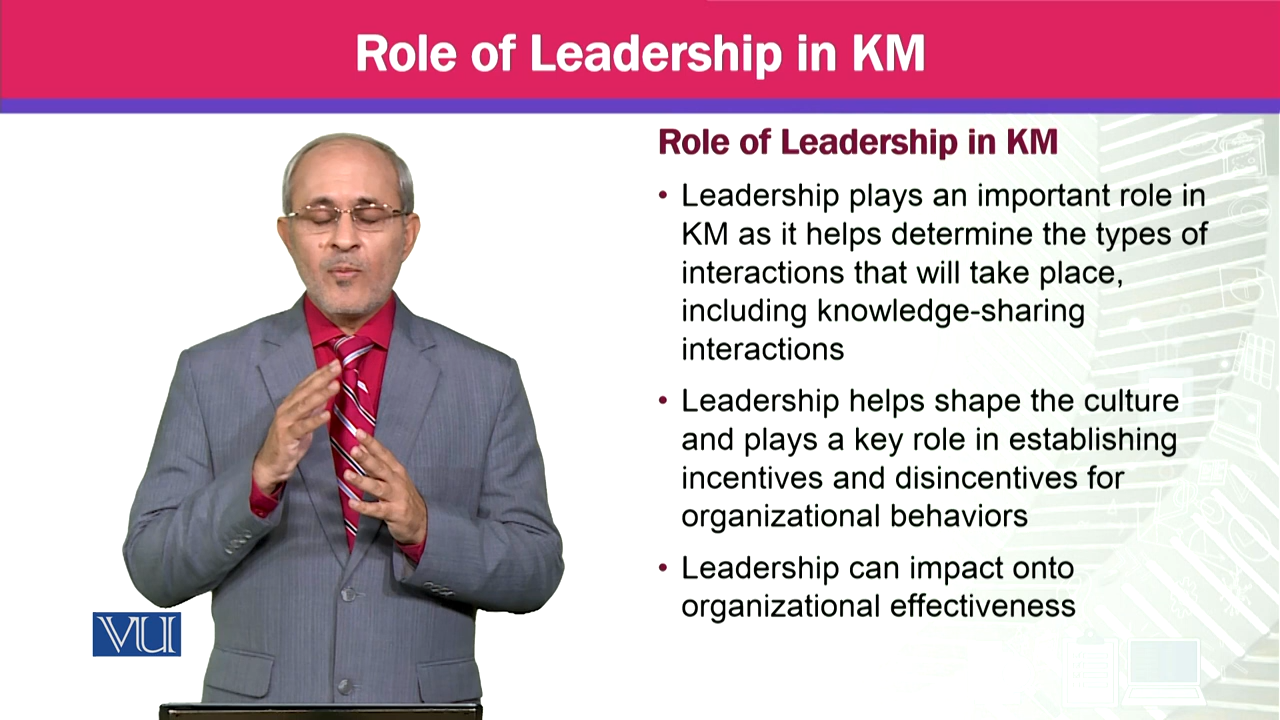 Role of Leadership in KM
Role of Leadership in KM
• Leadership plays an important role in
KM as it helps determine the types of
interactions that will take place,
including knowledge-sharing
interactions
• Leadership helps shape the culture
and plays a key role in establishing
incentives and disincentives for
organizational behaviors
• Leadership can impact onto
organizational effectiveness
VU